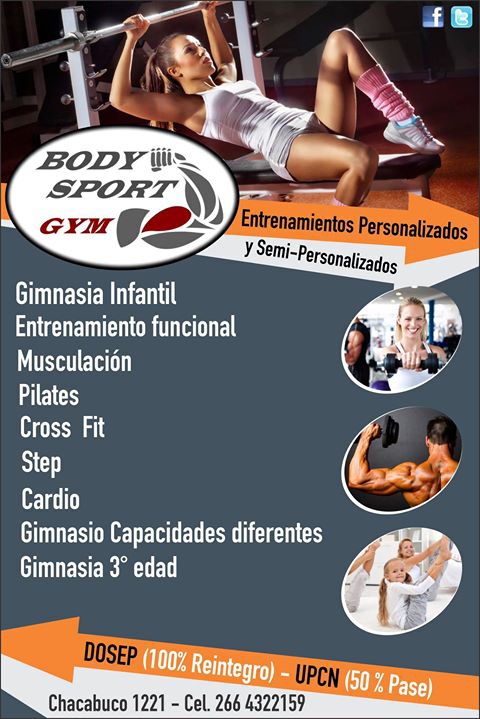 BODY
SPORT
GYM
Entrenamientos Personalizados
y Semi-Personalizados
Gimnasia Infantil
Entrenamiento funcional
Musculación
Pilates
Cross Fit
Step
Cardio
Gimnasio Capacidades diferentes
Gimnasia 3° edad
DOSEP (100% Reintegro) - UPCN (50 % Pase)
Chacabuco 1221 - Cel. 266 4322159